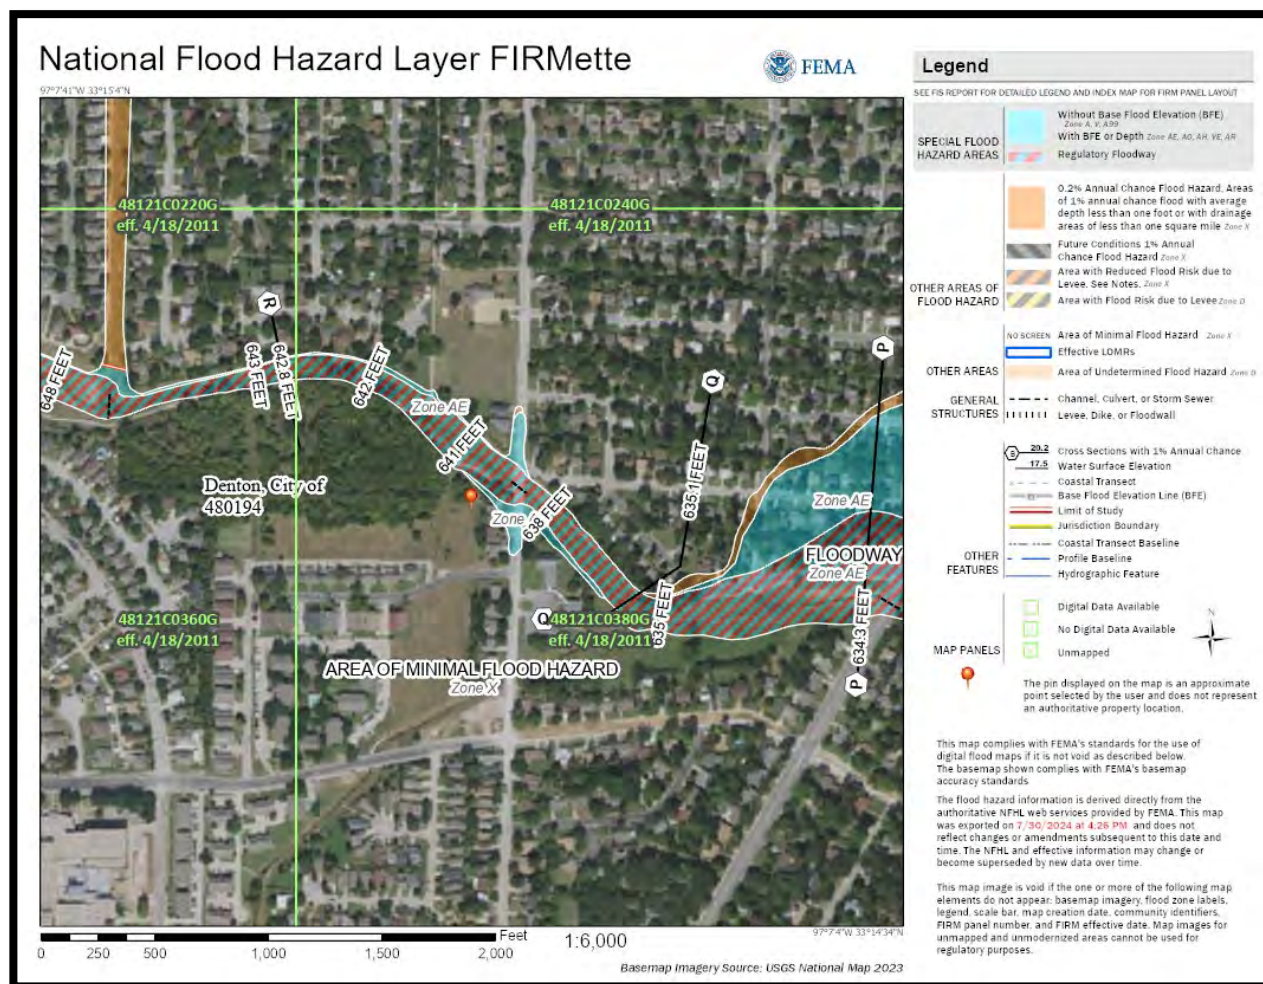 National Flood Hazard Layer FIRMette
FEMA
97°7'41"W 33°15'4"N
48121C0220G
eff. 4/18/2011
48121C0240G
eff. 4/18/2011
R
P
Q
648 FEET
643 FEET
642.8 FEET
642 FEET
Zone AE
641 FEET
635.1 FEET
Denton, City of
480194
Zone
638 FEET
Zone AE
FLOODWAY
Zone AE
48121C0360G
eff. 4/18/2011
Q
48121C0380G
eff. 4/18/2011
635 FEET
634.3 FEET
AREA OF MINIMAL FLOOD HAZARD
Zone X
P
Feet
1:6,000
0 250 500 1,000 1,500 2,000
97°7'4"W 33°14'34"N
Basemap Imagery Source: USGS National Map 2023
Legend
SEE FIS REPORT FOR DETAILED LEGEND AND INDEX MAP FOR FIRM PANEL LAYOUT
SPECIAL FLOOD
HAZARD AREAS
Without Base Flood Elevation (BFE)
Zone A, V, A99
With BFE or Depth Zone AE, AO, AH, VE, AR
Regulatory Floodway
0.2% Annual Chance Flood Hazard, Areas
of 1% annual chance flood with average
depth less than one foot or with drainage
areas of less than one square mile Zone X
Future Conditions 1% Annual
Chance Flood Hazard Zone X
Area with Reduced Flood Risk due to
Levee. See Notes. Zone X
Area with Flood Risk due to Levee Zone D
OTHER AREAS OF
FLOOD HAZARD
NO SCREEN Area of Minimal Flood Hazard Zone X
Effective LOMRs
Area of Undetermined Flood Hazard Zone D
OTHER AREAS
GENERAL
STRUCTURES
Channel, Culvert, or Storm Sewer
Levee, Dike, or Floodwall
B 20.2 Cross Sections with 1% Annual Chance
17.5 Water Surface Elevation
Coastal Transect
Base Flood Elevation Line (BFE)
Limit of Study
Jurisdiction Boundary
Coastal Transect Baseline
Profile Baseline
Hydrographic Feature
OTHER
FEATURES
Digital Data Available
No Digital Data Available
Unmapped
MAP PANELS
N
The pin displayed on the map is an approximate
point selected by the user and does not represent
an authoritative property location.
This map complies with FEMA's standards for the use of
digital flood maps if it is not void as described below.
The basemap shown complies with FEMA's basemap
accuracy standards
The flood hazard information is derived directly from the
authoritative NFHL web services provided by FEMA. This map
was exported on 7/30/2024 at 4:26 PM and does not
reflect changes or amendments subsequent to this date and
time. The NFHL and effective information may change or
become superseded by new data over time.
This map image is void if the one or more of the following map
elements do not appear: basemap imagery, flood zone labels,
legend, scale bar, map creation date, community identifiers,
FIRM panel number, and FIRM effective date. Map images for
unmapped and unmodernized areas cannot be used for
regulatory purposes.